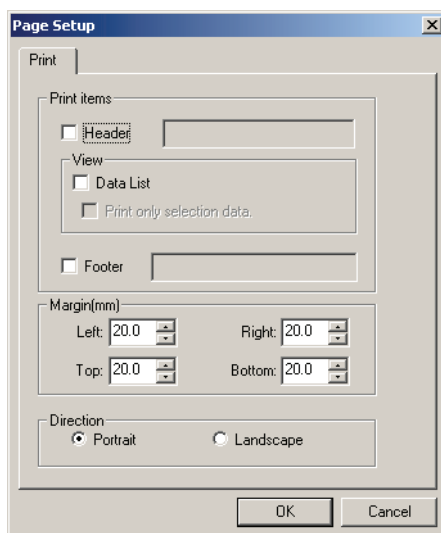 Page Setup
Print
Print items
Header
View
Data List
Print only selection data.
Footer
Margin(mm)
Left: 20.0 Right: 20.0
Top: 20.0 Bottom: 20.0
Direction
Portrait Landscape
OK Cancel